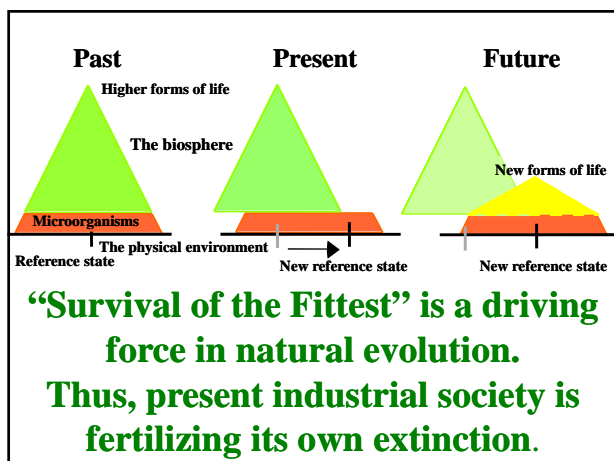 Past
Present
Future
Higher forms of life
The biosphere
New forms of life
Microorganisms
The physical environment
Reference state
New reference state
New reference state
“Survival of the Fittest” is a driving
force in natural evolution.
Thus, present industrial society is
fertilizing its own extinction.